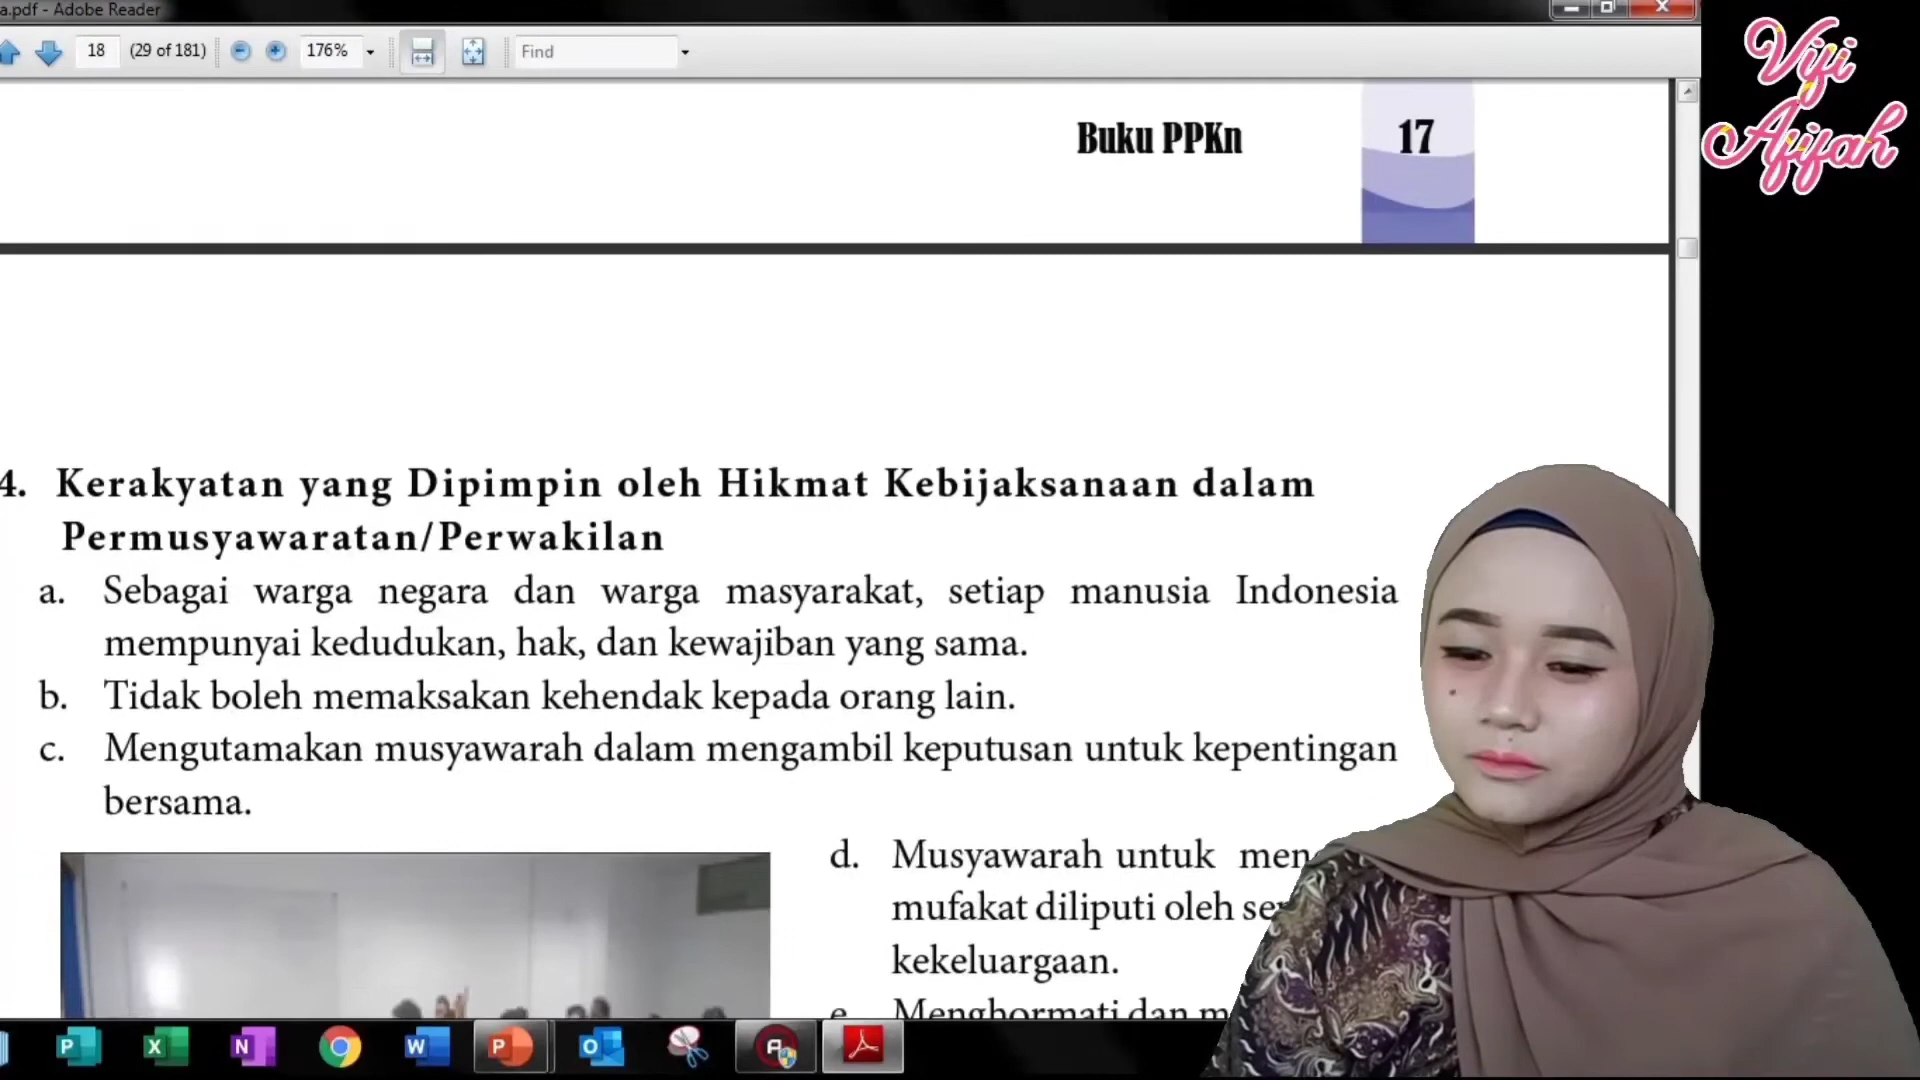 a.pdf - Adobe Reader
18 (29 of 181) 176% Find
Viji
Afifah
Buku PPKn 17
4. Kerakyatan yang Dipimpin oleh Hikmat Kebijaksanaan dalam
Permusyawaratan/Perwakilan
a. Sebagai warga negara dan warga masyarakat, setiap manusia Indonesia
mempunyai kedudukan, hak, dan kewajiban yang sama.
b. Tidak boleh memaksakan kehendak kepada orang lain.
c. Mengutamakan musyawarah dalam mengambil keputusan untuk kepentingan
bersama.
d. Musyawarah untuk
mufakat diliputi oleh
kekeluargaan.
e. Menghormati dan